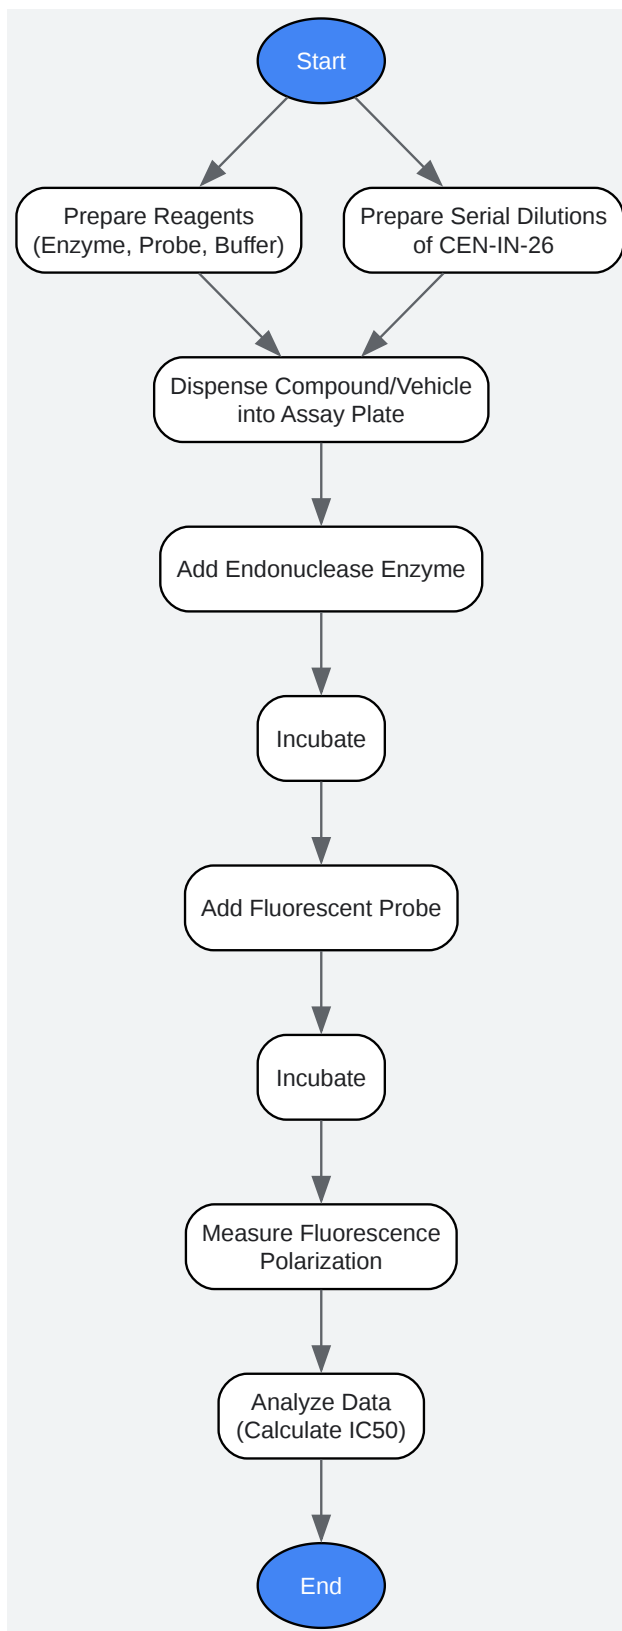 Start
Prepare Reagents
(Enzyme, Probe, Buffer)
Prepare Serial Dilutions
of CEN-IN-26
Dispense Compound/Vehicle
into Assay Plate
Add Endonuclease Enzyme
Incubate
Add Fluorescent Probe
Incubate
Measure Fluorescence
Polarization
Analyze Data
(Calculate IC50)
End